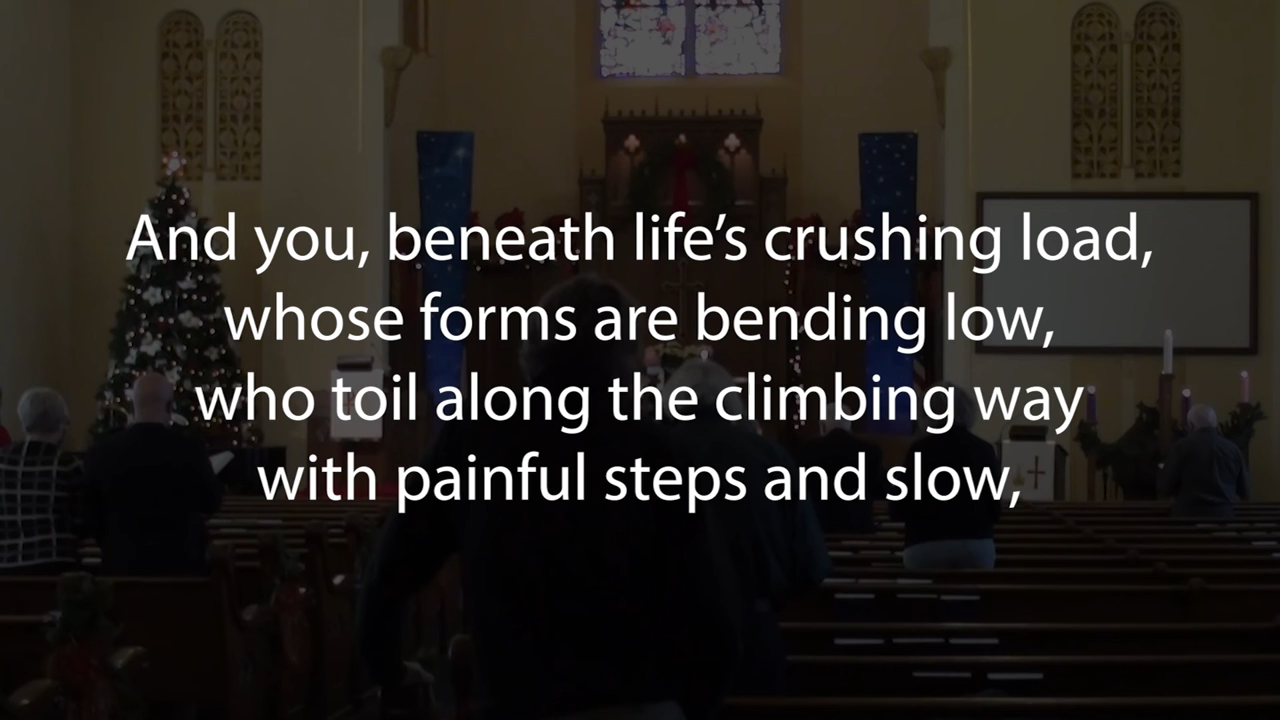 And you, beneath life’s crushing load,
whose forms are bending low,
who toil along the climbing way
with painful steps and slow,